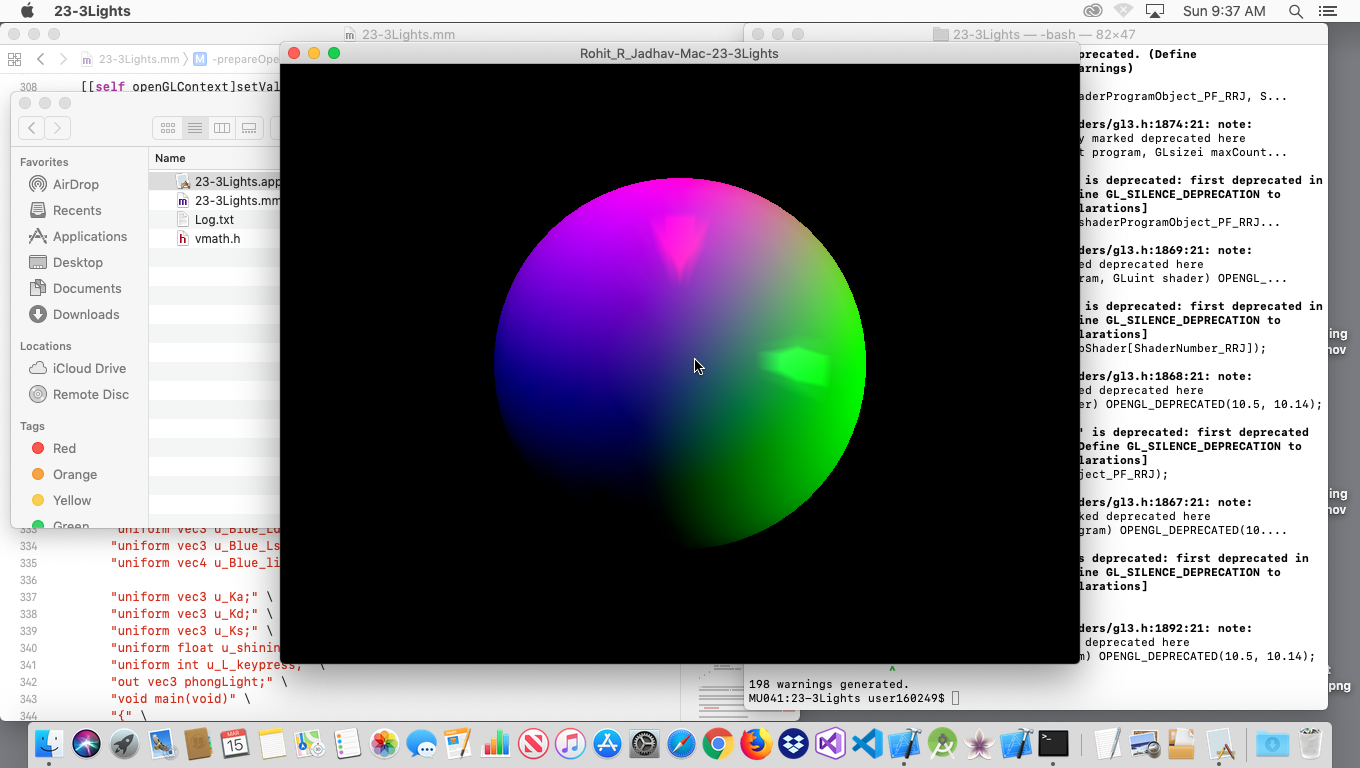 23-3Lights
Sun 9:37 AM
23-3Lights.mm
23-3Lights — -bash — 82×47
Rohit_R_Jadhav-Mac-23-3Lights
23-3Lights.mm
-prepareOpe
308 [[self openGLContext]setVal
Favorites
AirDrop
Recents
Applications
Desktop
Documents
Downloads
Locations
iCloud Drive
Remote Disc
Tags
Red
Orange
Yellow
Green
Name
23-3Lights.app
23-3Lights.mm
Log.txt
vmath.h
333 "uniform vec3 u_Blue_Ld
334 "uniform vec3 u_Blue_Ls
335 "uniform vec4 u_Blue_li
336
337 "uniform vec3 u_Ka;" \
338 "uniform vec3 u_Kd;" \
339 "uniform vec3 u_Ks;" \
340 "uniform float u_shinin
341 "uniform int u_L_keypress;" \
342 "out vec3 phongLight;" \
343 "void main(void)" \
344 "{" \
precated. (Define
arnings)
aderProgramObject_PF_RRJ, S...
ders/gl3.h:1874:21: note:
y marked deprecated here
t program, GLsizei maxCount...
is deprecated: first deprecated in
ine GL_SILENCE_DEPRECATION to
larations]
shaderProgramObject_PF_RRJ...
ders/gl3.h:1869:21: note:
ed deprecated here
ram, GLuint shader) OPENGL_...
is deprecated: first deprecated in
ine GL_SILENCE_DEPRECATION to
larations]
pShader[ShaderNumber_RRJ]);
ders/gl3.h:1868:21: note:
ed deprecated here
er) OPENGL_DEPRECATED(10.5, 10.14);
' is deprecated: first deprecated
Define GL_SILENCE_DEPRECATION to
larations]
ject_PF_RRJ);
ders/gl3.h:1867:21: note:
ked deprecated here
gram) OPENGL_DEPRECATED(10....
s deprecated: first deprecated in
ine GL_SILENCE_DEPRECATION to
larations]
ders/gl3.h:1892:21: note:
deprecated here
m) OPENGL_DEPRECATED(10.5, 10.14);
^
198 warnings generated.
MU041:23-3Lights user160249$
ing
nov
ing
nov
t
png
MAR
15